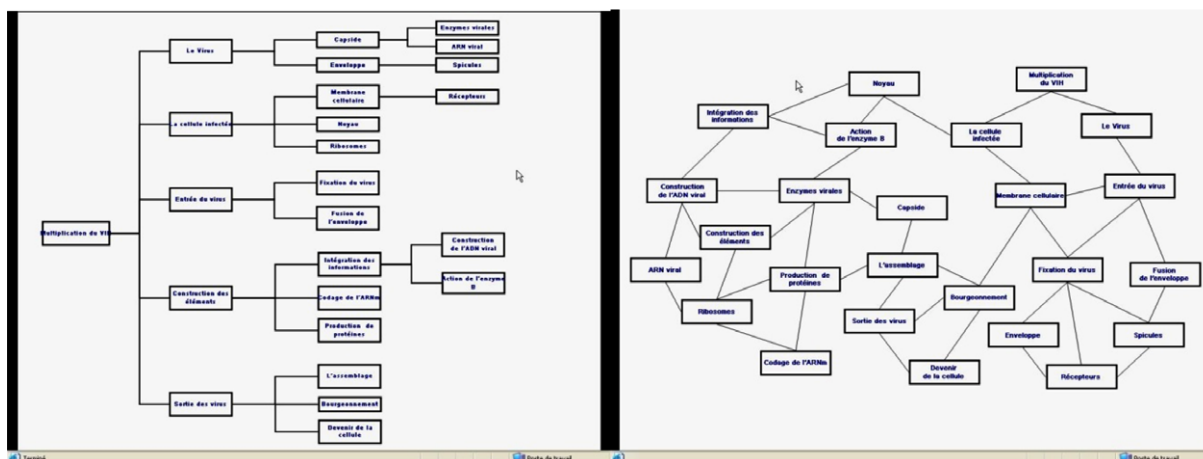 Enzymes virales
Capside
ARN viral
Le Virus
Enveloppe
Spicules
Membrane
cellulaire
Récepteurs
La cellule infectée
Noyau
Ribosomes
Fixation du virus
Entrée du virus
Fusion de
l'enveloppe
Multiplication du VIH
Construction
de l'ADN viral
Intégration des
informations
Action de l'enzyme
B
Construction des
éléments
Codage de l'ARNm
Production de
protéines
L'assemblage
Sortie des virus
Bourgeonnement
Devenir de la
cellule
Terminé
Poste de travail
Multiplication
du VIH
Noyau
Intégration des
informations
Action
de l'enzyme B
La cellule
infectée
Le Virus
Construction
de l'ADN viral
Enzymes virales
Membrane cellulaire
Entrée du virus
Capside
Construction des
éléments
ARN viral
Production de
protéines
L'assemblage
Fixation du virus
Fusion
de l'enveloppe
Bourgeonnement
Ribosomes
Sortie des virus
Enveloppe
Spicules
Codage de l'ARNm
Devenir
de la cellule
Récepteurs
Poste de travail